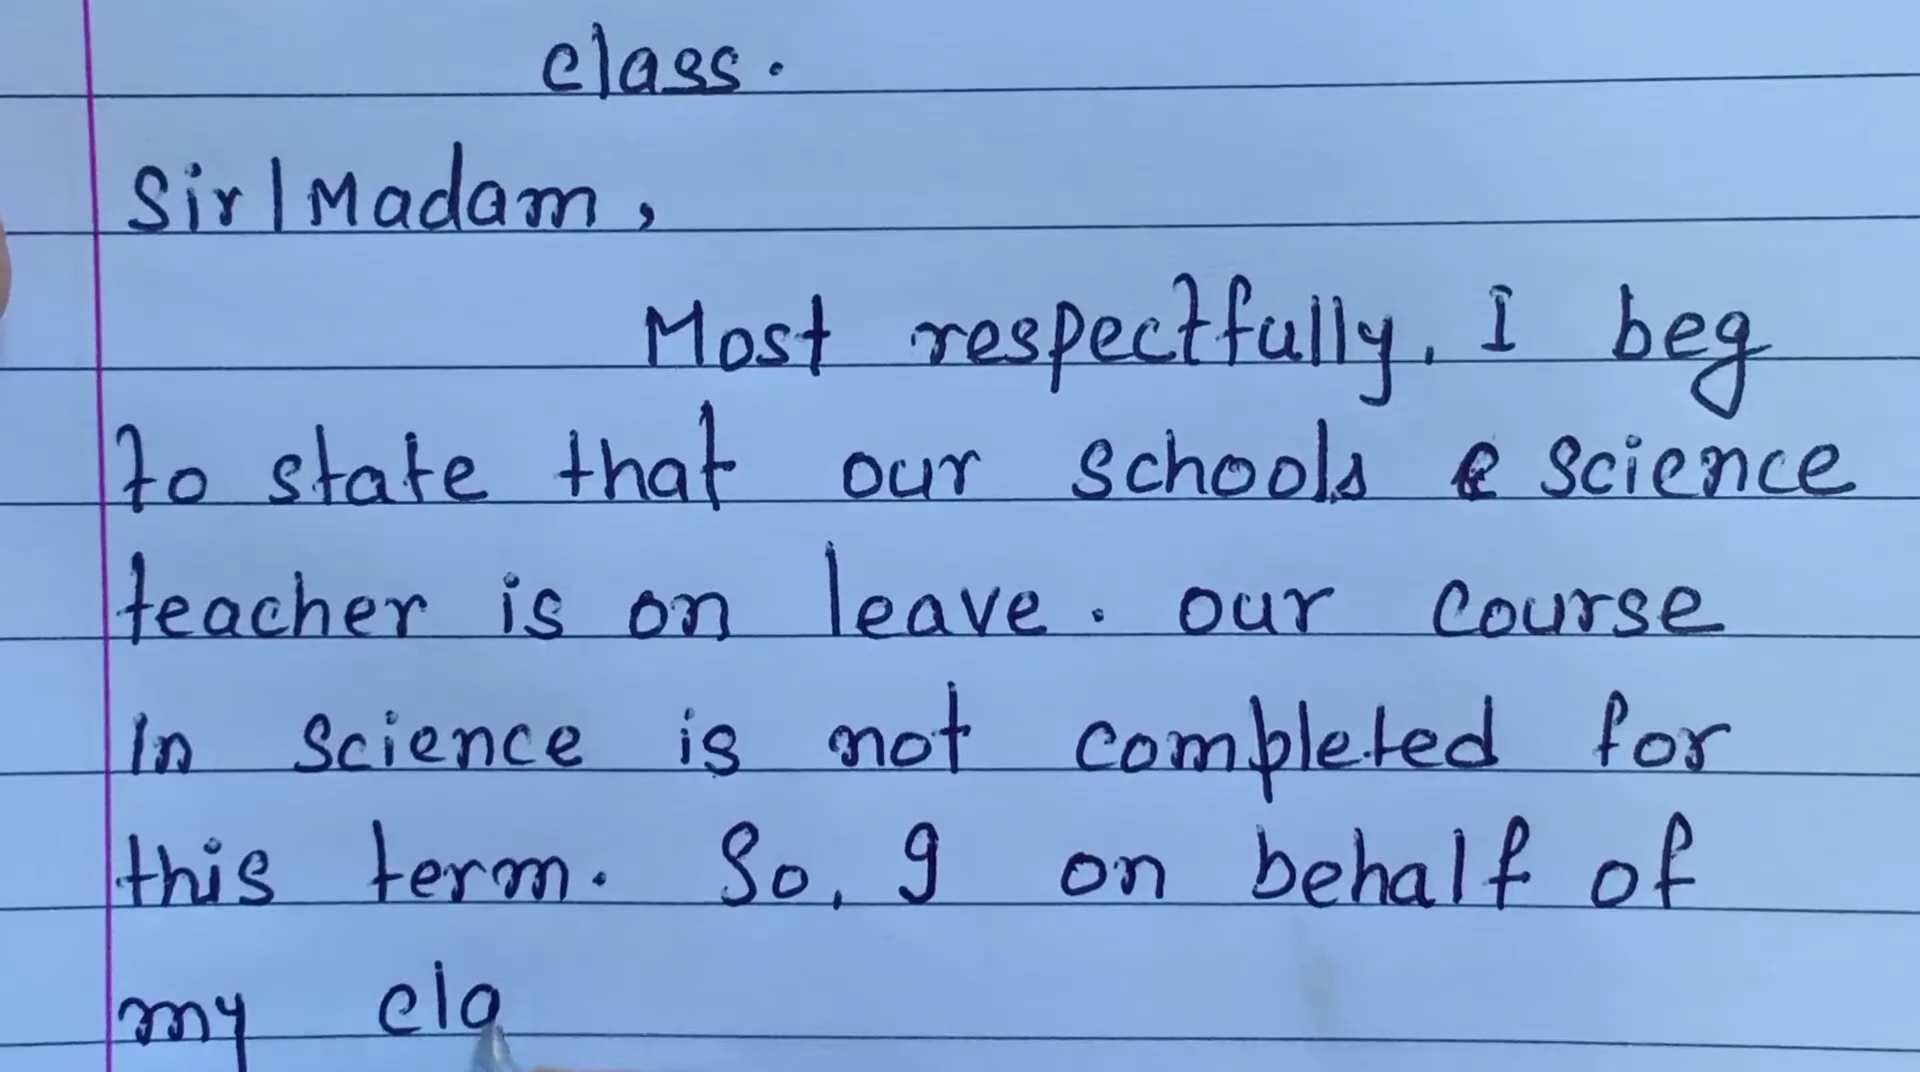 class.
Sir/Madam,
Most respectfully, I beg
to state that our schools science
teacher is on leave. our course
In science is not completed for
this term. So, I on behalf of
my cla